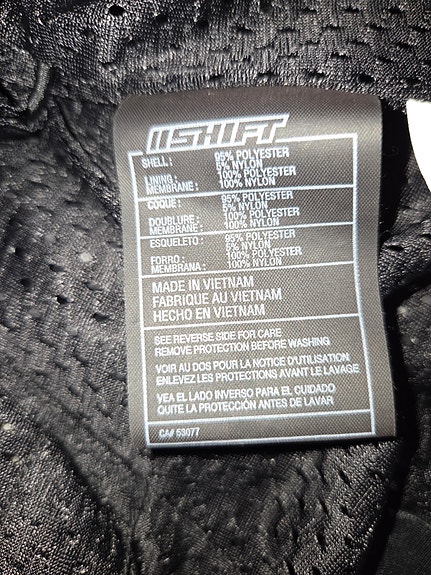 SHIFT
SHELL: 95% POLYESTER
5% NYLON
LINING: 100% POLYESTER
MEMBRANE: 100% NYLON
COQUE: 95% POLYESTER
5% NYLON
DOUBLURE: 100% POLYESTER
MEMBRANE: 100% NYLON
ESQUELETO: 95% POLYESTER
5% NYLON
FORRO: 100% POLYESTER
MEMBRANA: 100% NYLON
MADE IN VIETNAM
FABRIQUE AU VIETNAM
HECHO EN VIETNAM
SEE REVERSE SIDE FOR CARE
REMOVE PROTECTION BEFORE WASHING
VOIR AU DOS POUR LA NOTICE D'UTILISATION
ENLEVEZ LES PROTECTIONS AVANT LE LAVAGE
VEA EL LADO INVERSO PARA EL CUIDADO
QUITE LA PROTECCIÓN ANTES DE LAVAR
CA# 63077